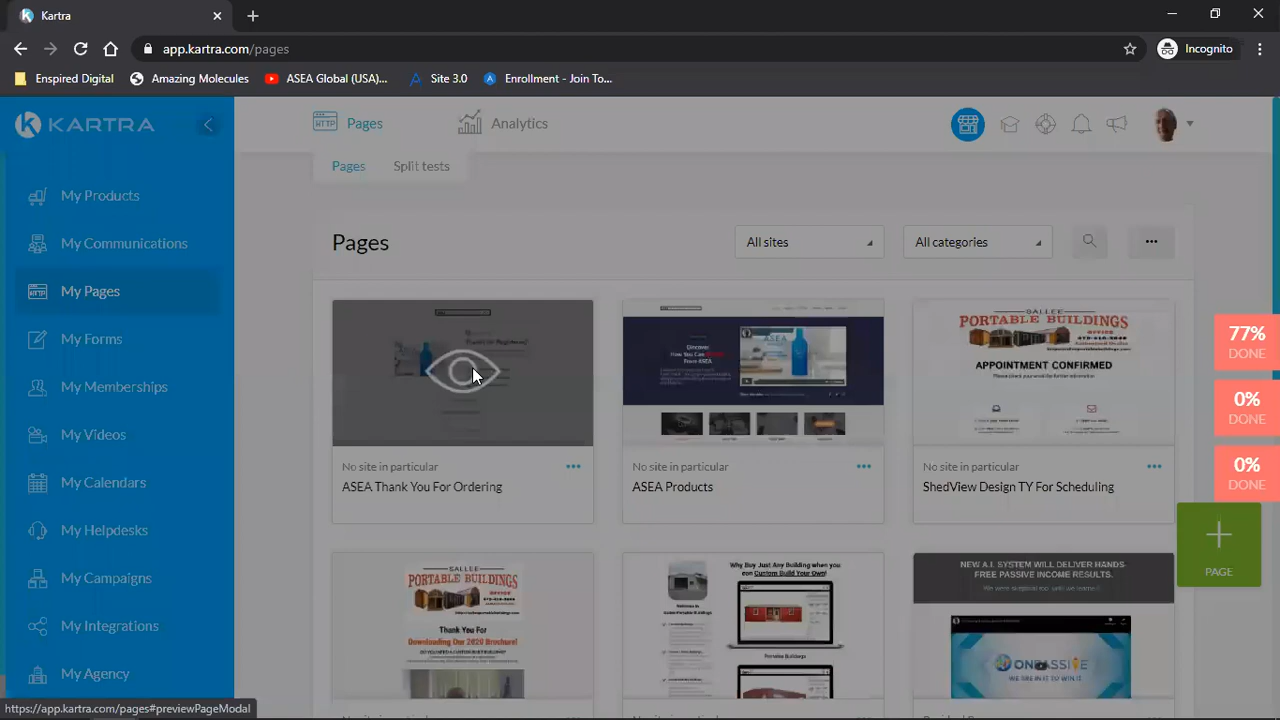 Kartra
app.kartra.com/pages
Incognito
Enspired Digital
Amazing Molecules
ASEA Global (USA)...
Site 3.0
Enrollment - Join To...
KARTRA
Pages
Analytics
Pages
Split tests
My Products
My Communications
My Pages
My Forms
My Memberships
My Videos
My Calendars
My Helpdesks
My Campaigns
My Integrations
My Agency
Pages
All sites
All categories
ASEA
SALLEE
PORTABLE BUILDINGS
APPOINTMENT CONFIRMED
No site in particular
ASEA Thank You For Ordering
No site in particular
ASEA Products
No site in particular
ShedView Design TY For Scheduling
77%
DONE
0%
DONE
0%
DONE
PAGE
SALLEE
PORTABLE BUILDINGS
Thank You For
Downloading Our 2020 Brochure!
Why Buy Just Any Building when
you can Custom Build Your Own!
Portable Buildings
NEW A.I. SYSTEM WILL DELIVER HANDS-
FREE PASSIVE INCOME RESULTS.
ONPASSIVE
WE ARE IN IT TO WIN IT
https://app.kartra.com/pages#previewPageModal